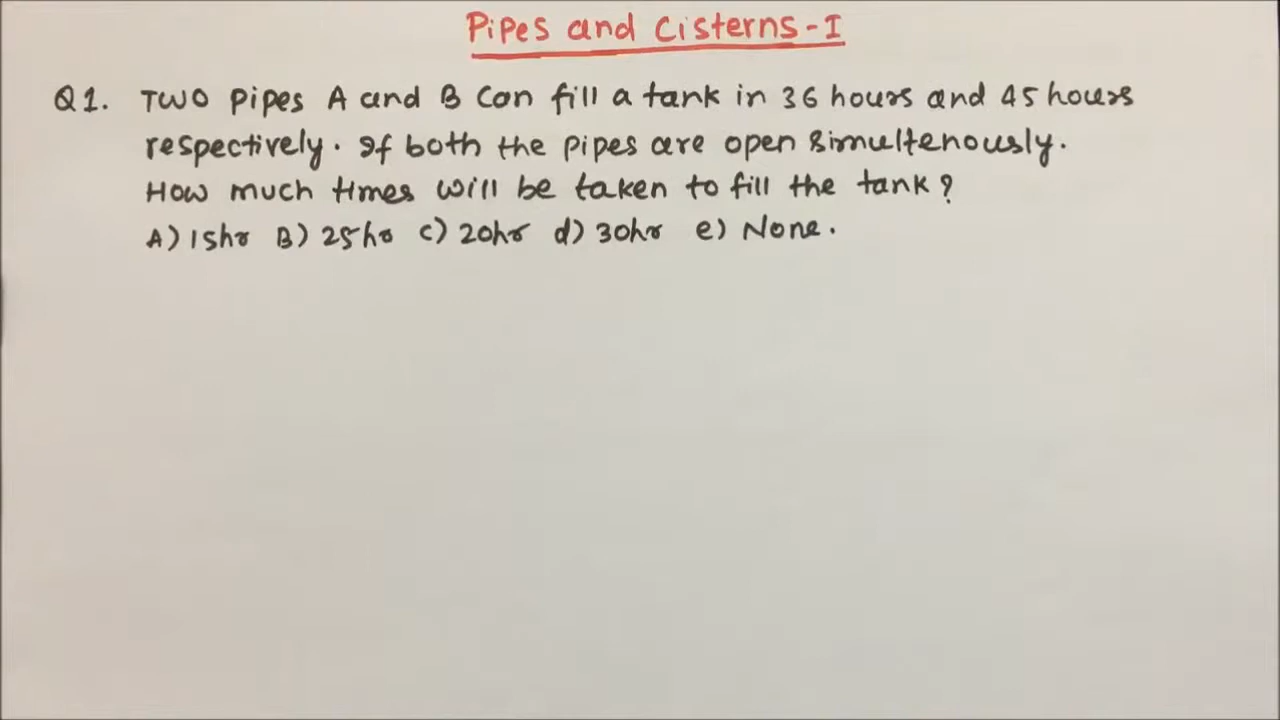 Pipes and Cisterns-I
Q1. Two pipes A and B can fill a tank in 36 hours and 45 hours
respectively. If both the pipes are open simultenously.
How much times will be taken to fill the tank?
A) 15hr B) 25hr c) 20hr d) 30hr e) None.